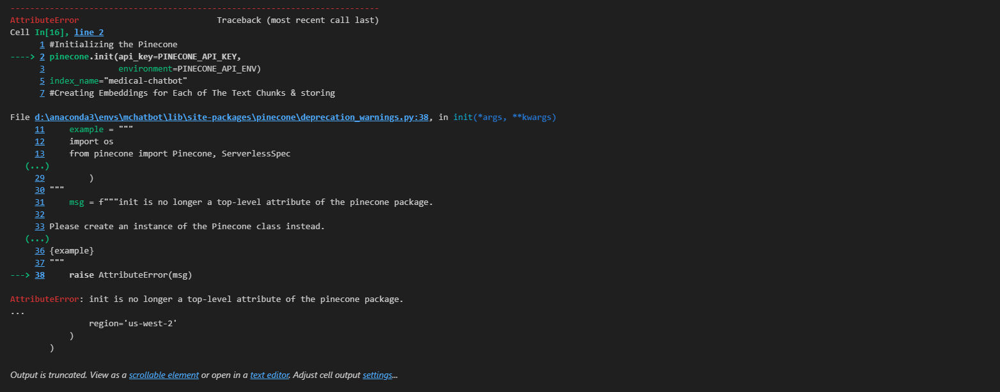 ---------------------------------------------------------------------------
AttributeError                            Traceback (most recent call last)
Cell In[16], line 2
      1 #Initializing the Pinecone
----> 2 pinecone.init(api_key=PINECONE_API_KEY,
      3               environment=PINECONE_API_ENV)
      5 index_name="medical-chatbot"
      7 #Creating Embeddings for Each of The Text Chunks & storing

File d:\anaconda3\envs\mchatbot\lib\site-packages\pinecone\deprecation_warnings.py:38, in init(*args, **kwargs)
     11     example = """
     12     import os
     13     from pinecone import Pinecone, ServerlessSpec
   (...)
     29         )
     30 """
     31     msg = f"""init is no longer a top-level attribute of the pinecone package.
     32
     33 Please create an instance of the Pinecone class instead.
   (...)
     36 {example}
     37 """
---> 38     raise AttributeError(msg)

AttributeError: init is no longer a top-level attribute of the pinecone package.
...
                region='us-west-2'
            )
        )

Output is truncated. View as a scrollable element or open in a text editor. Adjust cell output settings...